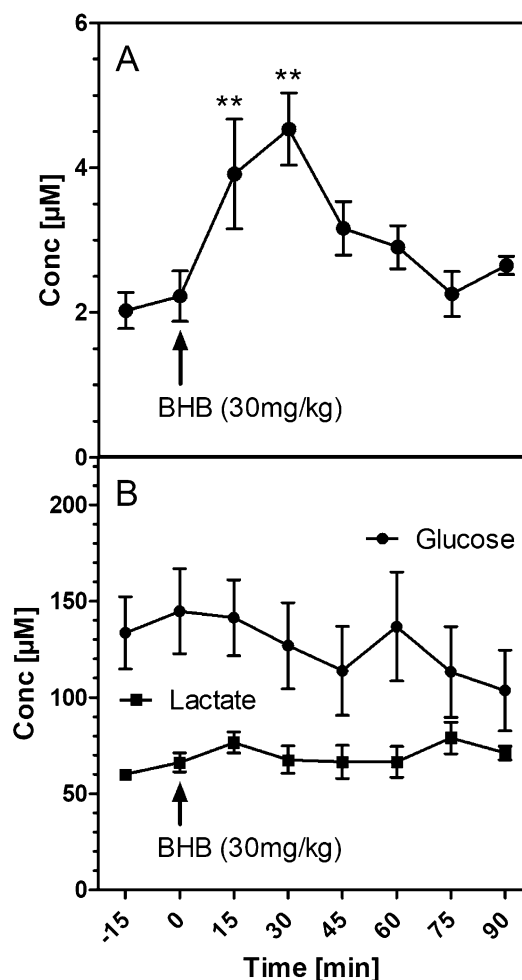 6
A
** **
4
Conc [µM]
2
BHB (30mg/kg)
0
B
200
Glucose
150
Conc [µM]
100
Lactate
50
BHB (30mg/kg)
0
-15 0 15 30 45 60 75 90
Time [min]